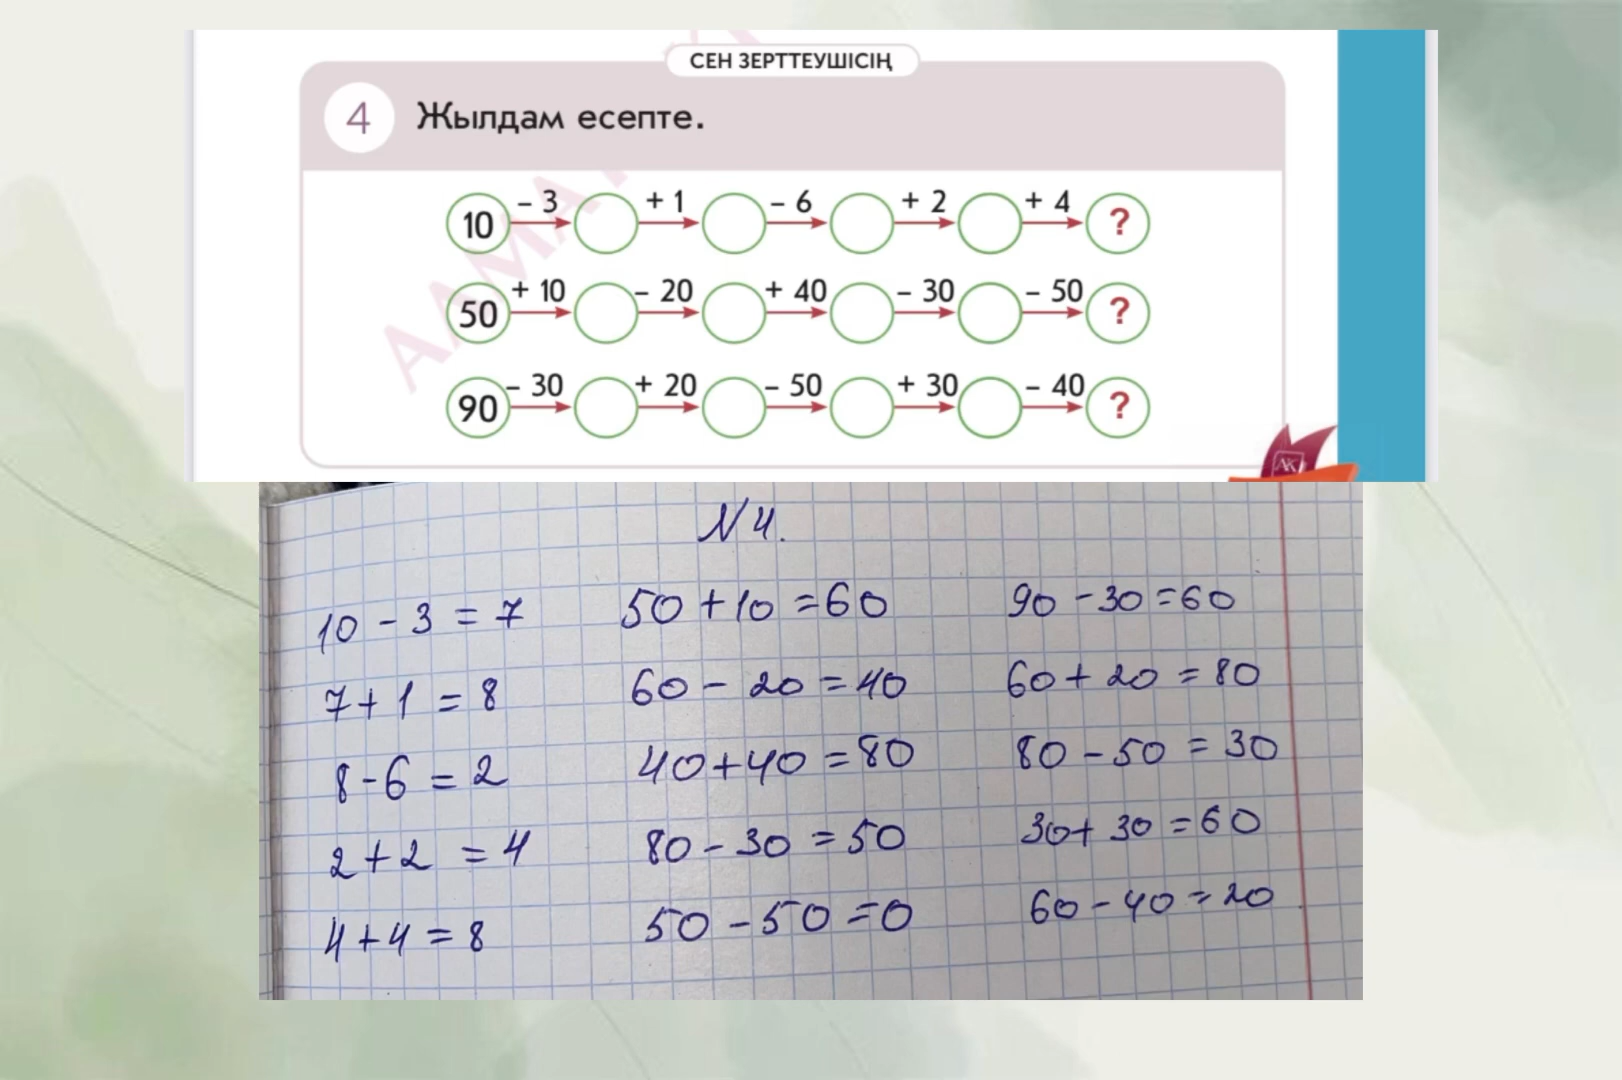 СЕН ЗЕРТТЕУШІСІҢ
4 Жылдам есепте.
10 – 3 + 1 – 6 + 2 + 4 ?
50 + 10 – 20 + 40 – 30 – 50 ?
90 – 30 + 20 – 50 + 30 – 40 ?
АК
N 4.
10 - 3 = 7 50 + 10 = 60 90 - 30 = 60
7 + 1 = 8 60 - 20 = 40 60 + 20 = 80
8 - 6 = 2 40 + 40 = 80 80 - 50 = 30
2 + 2 = 4 80 - 30 = 50 30 + 30 = 60
4 + 4 = 8 50 - 50 = 0 60 - 40 = 20